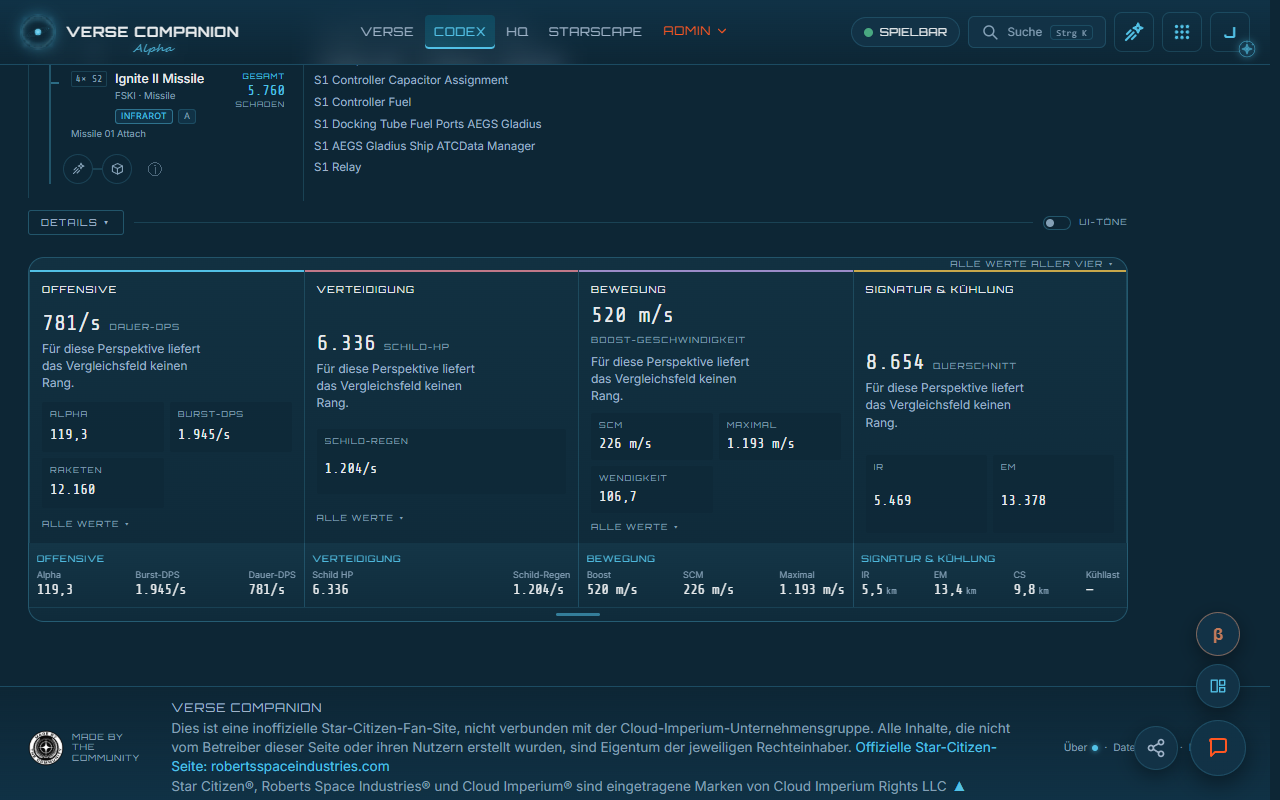 VERSE COMPANION
Alpha
VERSE
CODEX
HQ
STARSCAPE
ADMIN
SPIELBAR
Suche
Strg K
J
4× S2
Ignite II Missile
FSKI · Missile
INFRAROT
A
Missile 01 Attach
GESAMT
5.760
SCHADEN
S1 Controller Capacitor Assignment
S1 Controller Fuel
S1 Docking Tube Fuel Ports AEGS Gladius
S1 AEGS Gladius Ship ATCData Manager
S1 Relay
DETAILS
UI-TÖNE
ALLE WERTE ALLER VIER
OFFENSIVE
781/s DAUER-DPS
Für diese Perspektive liefert
das Vergleichsfeld keinen
Rang.
ALPHA
119,3
BURST-DPS
1.945/s
RAKETEN
12.160
ALLE WERTE
VERTEIDIGUNG
6.336 SCHILD-HP
Für diese Perspektive liefert
das Vergleichsfeld keinen
Rang.
SCHILD-REGEN
1.204/s
ALLE WERTE
BEWEGUNG
520 m/s
BOOST-GESCHWINDIGKEIT
Für diese Perspektive liefert
das Vergleichsfeld keinen
Rang.
SCM
226 m/s
MAXIMAL
1.193 m/s
WENDIGKEIT
106,7
ALLE WERTE
SIGNATUR & KÜHLUNG
8.654 QUERSCHNITT
Für diese Perspektive liefert
das Vergleichsfeld keinen
Rang.
IR
5.469
EM
13.378
OFFENSIVE
Alpha
119,3
Burst-DPS
1.945/s
Dauer-DPS
781/s
VERTEIDIGUNG
Schild HP
6.336
Schild-Regen
1.204/s
BEWEGUNG
Boost
520 m/s
SCM
226 m/s
Maximal
1.193 m/s
SIGNATUR & KÜHLUNG
IR
5,5 km
EM
13,4 km
CS
9,8 km
Kühllast
–
β
MADE BY
THE
COMMUNITY
VERSE COMPANION
Dies ist eine inoffizielle Star-Citizen-Fan-Site, nicht verbunden mit der Cloud-Imperium-Unternehmensgruppe. Alle Inhalte, die nicht
vom Betreiber dieser Seite oder ihren Nutzern erstellt wurden, sind Eigentum der jeweiligen Rechteinhaber. Offizielle Star-Citizen-
Seite: robertsspaceindustries.com
Star Citizen®, Roberts Space Industries® und Cloud Imperium® sind eingetragene Marken von Cloud Imperium Rights LLC ▲
Über · Date